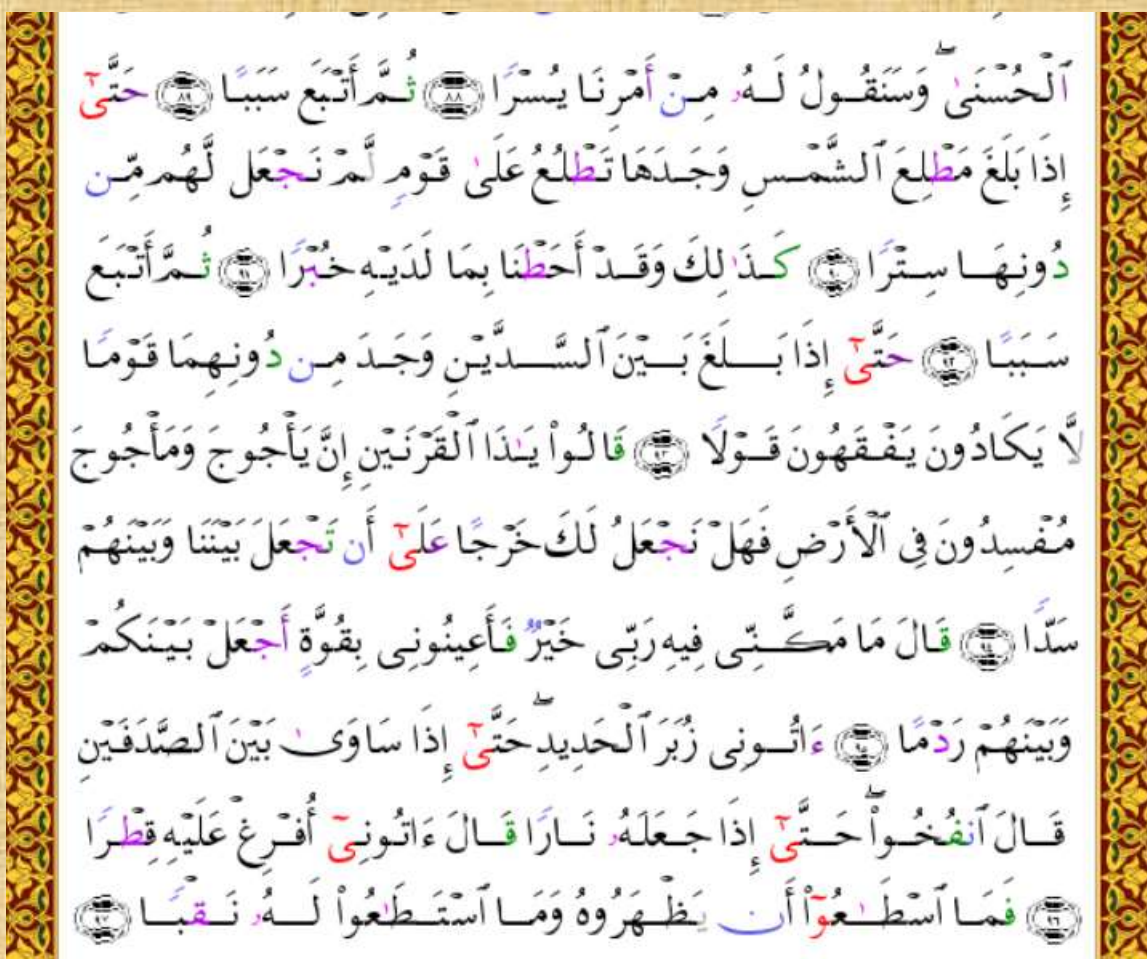 ٱلْحُسْنَىٰ ۖ وَسَنَقُولُ لَهُۥ مِنْ أَمْرِنَا يُسْرًا ﴿٨٨﴾ ثُمَّ أَتْبَعَ سَبَبًا ﴿٨٩﴾ حَتَّىٰٓ
إِذَا بَلَغَ مَطْلِعَ ٱلشَّمْسِ وَجَدَهَا تَطْلُعُ عَلَىٰ قَوْمٍ لَّمْ نَجْعَل لَّهُم مِّن
دُونِهَا سِتْرًا ﴿٩٠﴾ كَذَٰلِكَ وَقَدْ أَحَطْنَا بِمَا لَدَيْهِ خُبْرًا ﴿٩١﴾ ثُمَّ أَتْبَعَ
سَبَبًا ﴿٩٢﴾ حَتَّىٰٓ إِذَا بَلَغَ بَيْنَ ٱلسَّدَّيْنِ وَجَدَ مِن دُونِهِمَا قَوْمًا
لَّا يَكَادُونَ يَفْقَهُونَ قَوْلًا ﴿٩٣﴾ قَالُوا۟ يَٰذَا ٱلْقَرْنَيْنِ إِنَّ يَأْجُوجَ وَمَأْجُوجَ
مُفْسِدُونَ فِى ٱلْأَرْضِ فَهَلْ نَجْعَلُ لَكَ خَرْجًا عَلَىٰٓ أَن تَجْعَلَ بَيْنَنَا وَبَيْنَهُمْ
سَدًّا ﴿٩٤﴾ قَالَ مَا مَكَّنِّى فِيهِ رَبِّى خَيْرٌ فَأَعِينُونِى بِقُوَّةٍ أَجْعَلْ بَيْنَكُمْ
وَبَيْنَهُمْ رَدْمًا ﴿٩٥﴾ ءَاتُونِى زُبَرَ ٱلْحَدِيدِ ۖ حَتَّىٰٓ إِذَا سَاوَىٰ بَيْنَ ٱلصَّدَفَيْنِ
قَالَ ٱنفُخُوا۟ ۖ حَتَّىٰٓ إِذَا جَعَلَهُۥ نَارًا قَالَ ءَاتُونِىٓ أُفْرِغْ عَلَيْهِ قِطْرًا
﴿٩٦﴾ فَمَا ٱسْطَٰعُوٓا۟ أَن يَظْهَرُوهُ وَمَا ٱسْتَطَٰعُوا۟ لَهُۥ نَقْبًا ﴿٩٧﴾